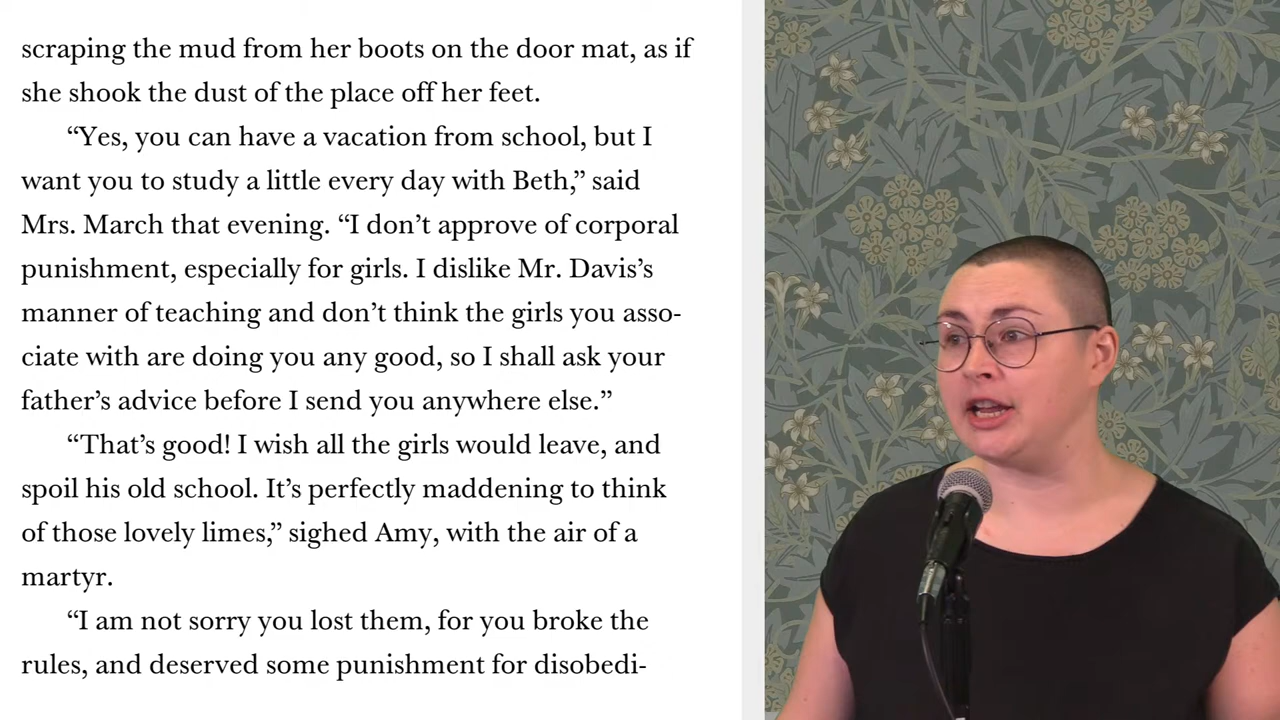 scraping the mud from her boots on the door mat, as if
she shook the dust of the place off her feet.
“Yes, you can have a vacation from school, but I
want you to study a little every day with Beth,” said
Mrs. March that evening. “I don’t approve of corporal
punishment, especially for girls. I dislike Mr. Davis’s
manner of teaching and don’t think the girls you asso-
ciate with are doing you any good, so I shall ask your
father’s advice before I send you anywhere else.”
“That’s good! I wish all the girls would leave, and
spoil his old school. It’s perfectly maddening to think
of those lovely limes,” sighed Amy, with the air of a
martyr.
“I am not sorry you lost them, for you broke the
rules, and deserved some punishment for disobedi-